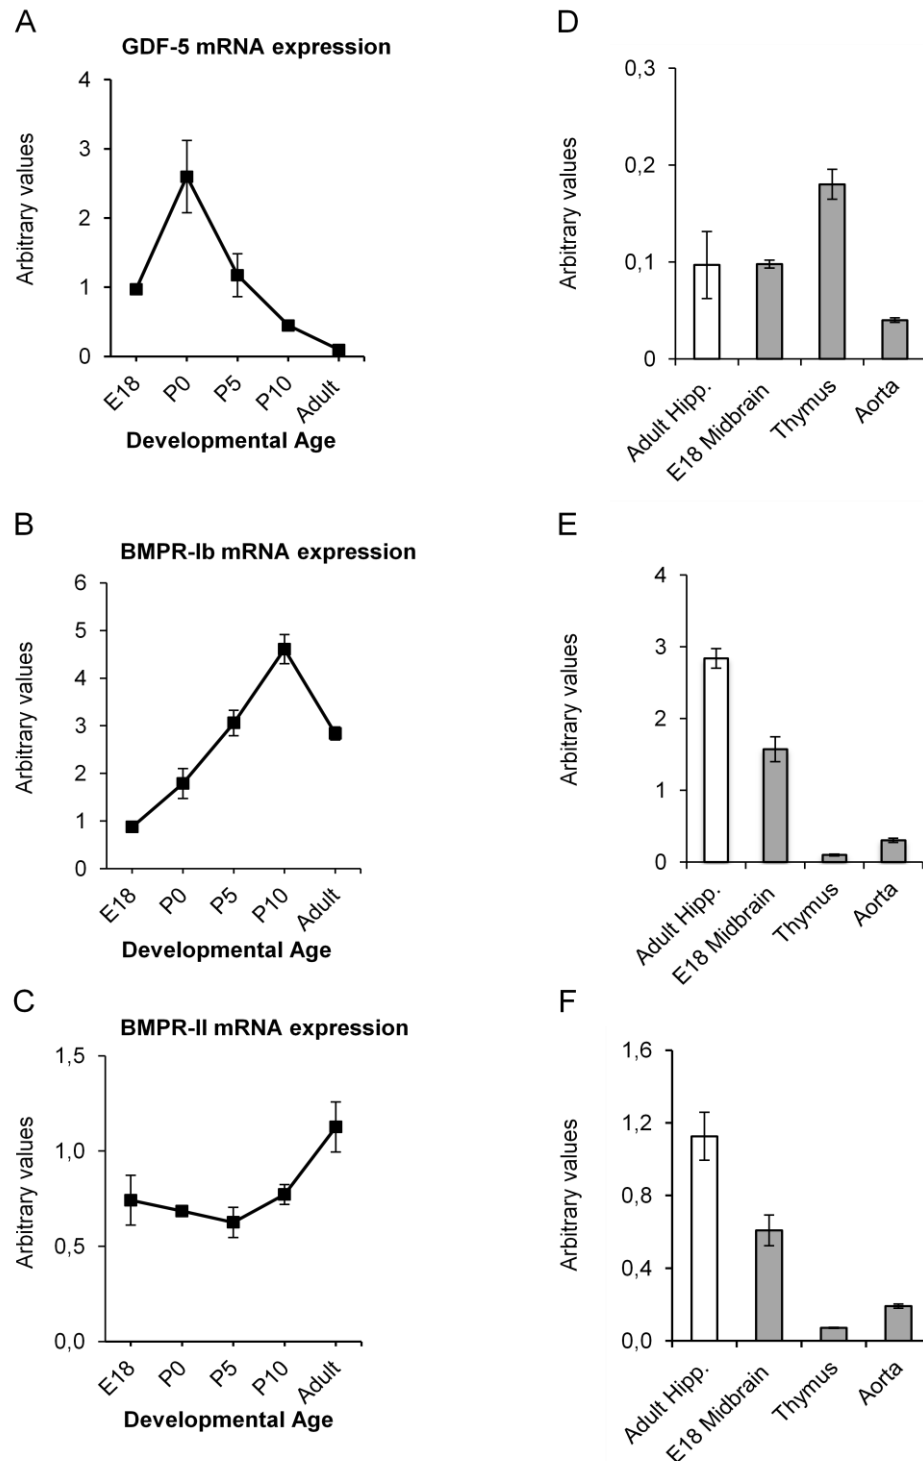 A
GDF-5 mRNA expression
Arbitrary values
4
3
2
1
0
E18
P0
P5
P10
Adult
Developmental Age
D
Arbitrary values
0,3
0,2
0,1
0
Adult Hipp.
E18 Midbrain
Thymus
Aorta
B
BMPR-Ib mRNA expression
Arbitrary values
6
5
4
3
2
1
0
E18
P0
P5
P10
Adult
Developmental Age
E
Arbitrary values
4
3
2
1
0
Adult Hipp.
E18 Midbrain
Thymus
Aorta
C
BMPR-II mRNA expression
Arbitrary values
1,5
1,0
0,5
0,0
E18
P0
P5
P10
Adult
Developmental Age
F
Arbitrary values
1,6
1,2
0,8
0,4
0,0
Adult Hipp.
E18 Midbrain
Thymus
Aorta